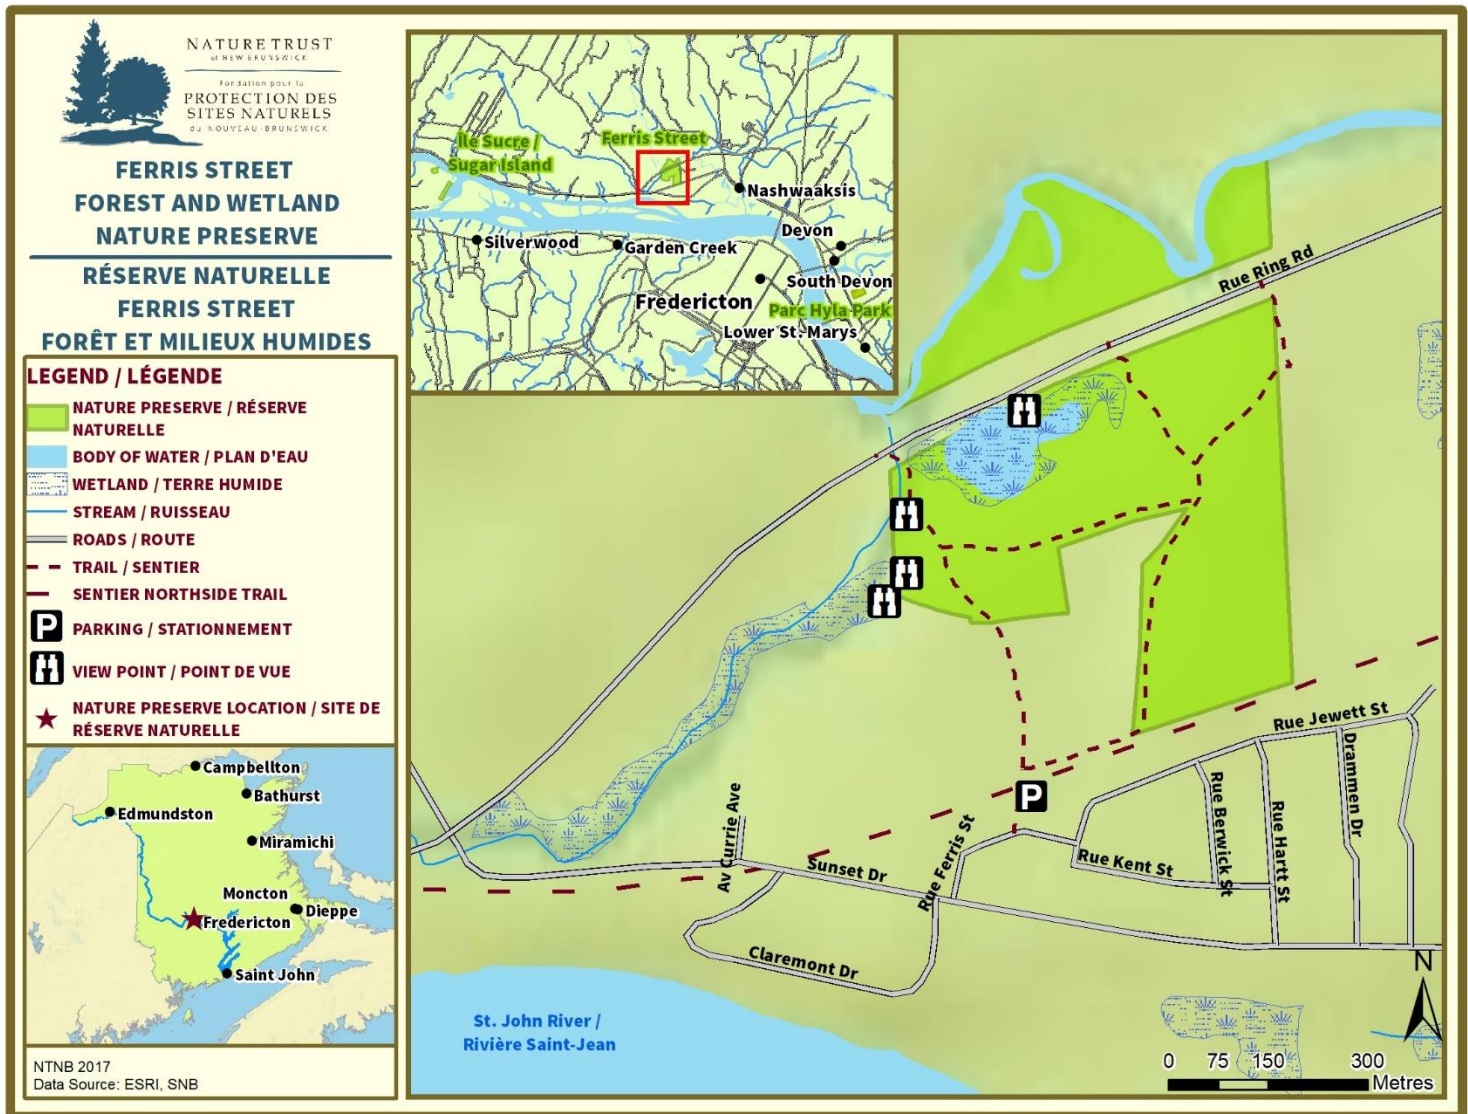 NATURE TRUST
OF NEW BRUNSWICK
Fondation pour la
PROTECTION DES
SITES NATURELS
du NOUVEAU-BRUNSWICK
FERRIS STREET
FOREST AND WETLAND
NATURE PRESERVE
RÉSERVE NATURELLE
FERRIS STREET
FORÊT ET MILIEUX HUMIDES
LEGEND / LÉGENDE
NATURE PRESERVE / RÉSERVE
NATURELLE
BODY OF WATER / PLAN D'EAU
WETLAND / TERRE HUMIDE
STREAM / RUISSEAU
ROADS / ROUTE
TRAIL / SENTIER
SENTIER NORTHSIDE TRAIL
P PARKING / STATIONNEMENT
VIEW POINT / POINT DE VUE
NATURE PRESERVE LOCATION / SITE DE
RÉSERVE NATURELLE
Campbellton
Bathurst
Edmundston
Miramichi
Moncton
Dieppe
Fredericton
Saint John
NTNB 2017
Data Source: ESRI, SNB
Île Sucre /
Sugar Island
Ferris Street
Nashwaaksis
Devon
Silverwood
Garden Creek
South Devon
Fredericton
Parc Hyla Park
Lower St. Marys
Rue Ring Rd
Rue Jewett St
Drammen Dr
Rue Hartt St
Rue Berwick St
P
Rue Kent St
Rue Ferris St
Av Currie Ave
Sunset Dr
Claremont Dr
St. John River /
Rivière Saint-Jean
N
0 75 150 300
Metres